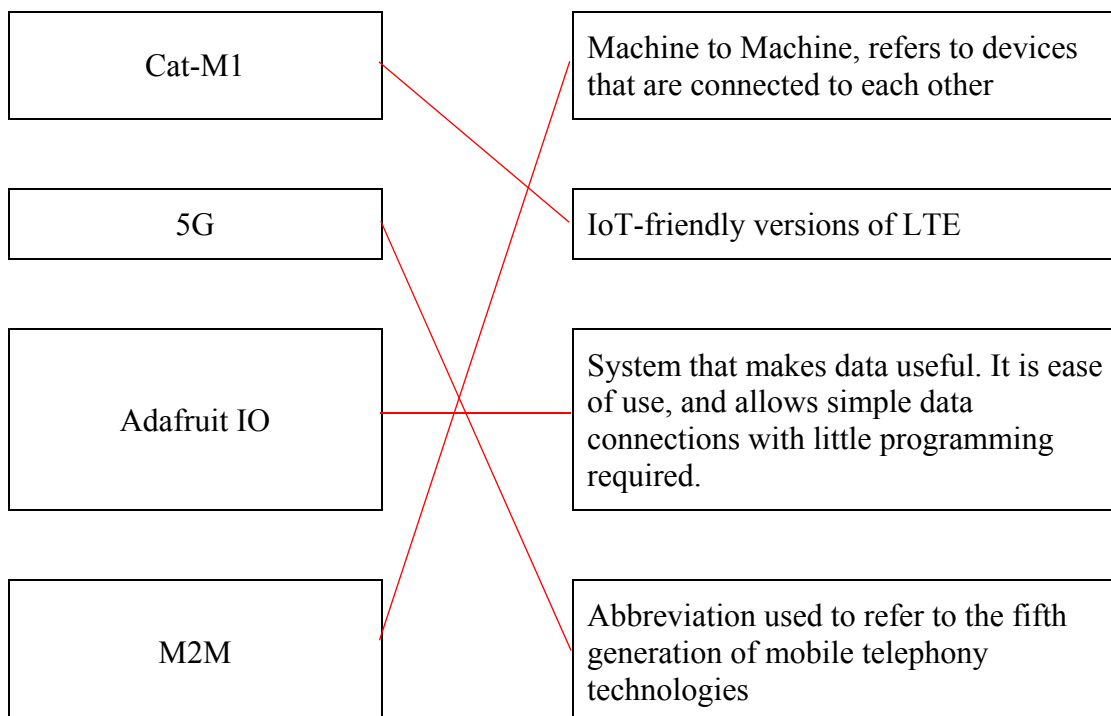 Cat-M1
Machine to Machine, refers to devices
that are connected to each other
5G
IoT-friendly versions of LTE
Adafruit IO
System that makes data useful. It is ease
of use, and allows simple data
connections with little programming
required.
M2M
Abbreviation used to refer to the fifth
generation of mobile telephony
technologies